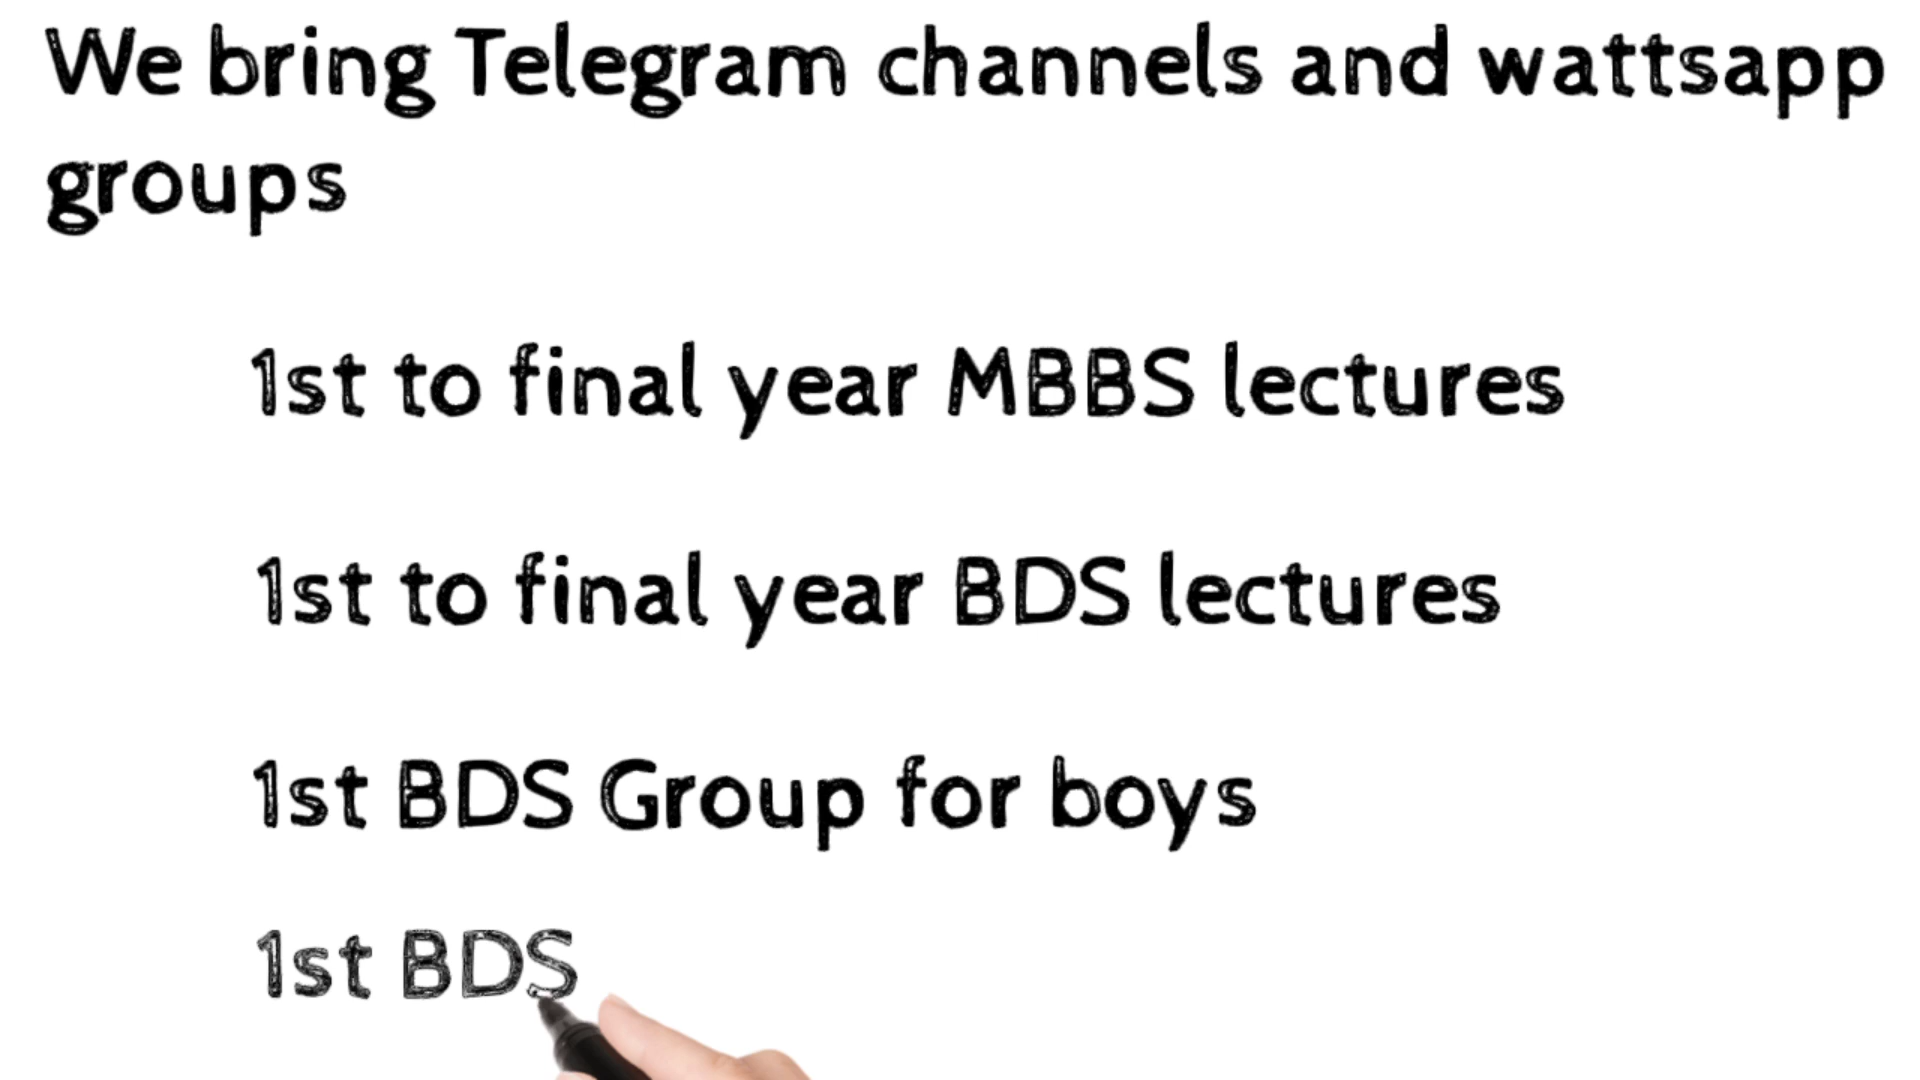 We bring Telegram channels and wattsapp
groups
1st to final year MBBS lectures
1st to final year BDS lectures
1st BDS Group for boys
1st BDS